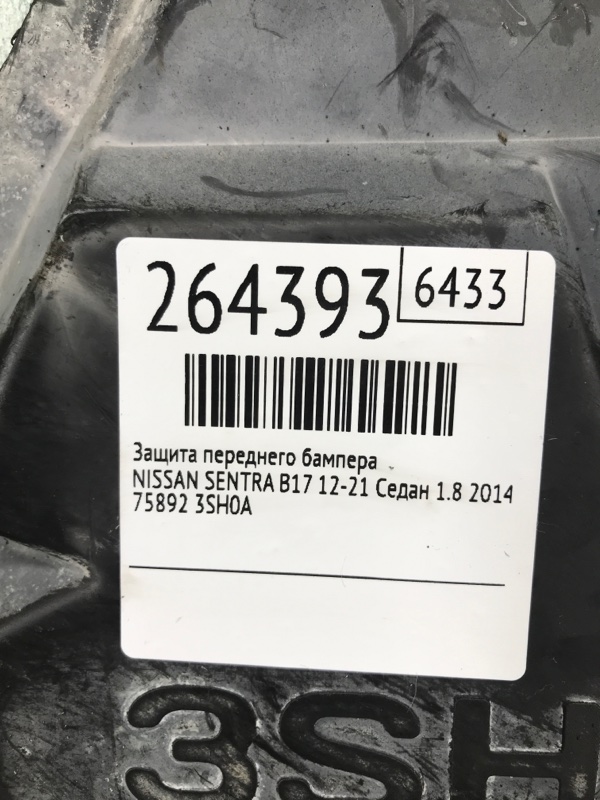 264393
6433
Защита переднего бампера
NISSAN SENTRA B17 12-21 Седан 1.8 2014
75892 3SH0A
3SH